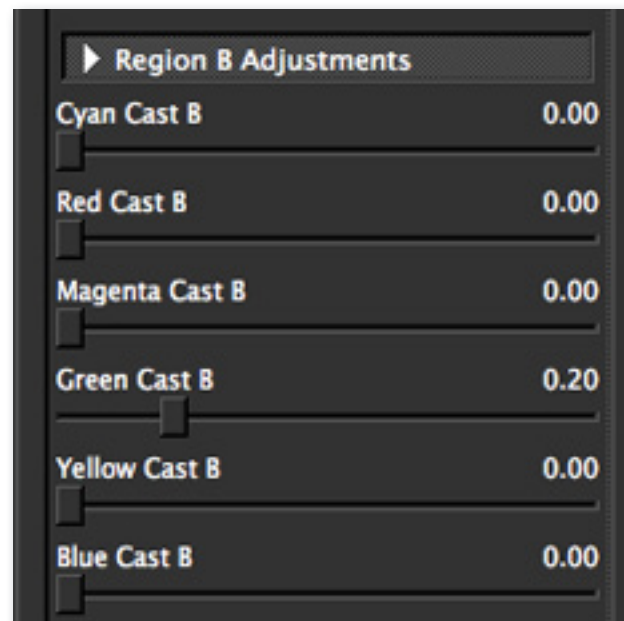 Region B Adjustments
Cyan Cast B 0.00
Red Cast B 0.00
Magenta Cast B 0.00
Green Cast B 0.20
Yellow Cast B 0.00
Blue Cast B 0.00